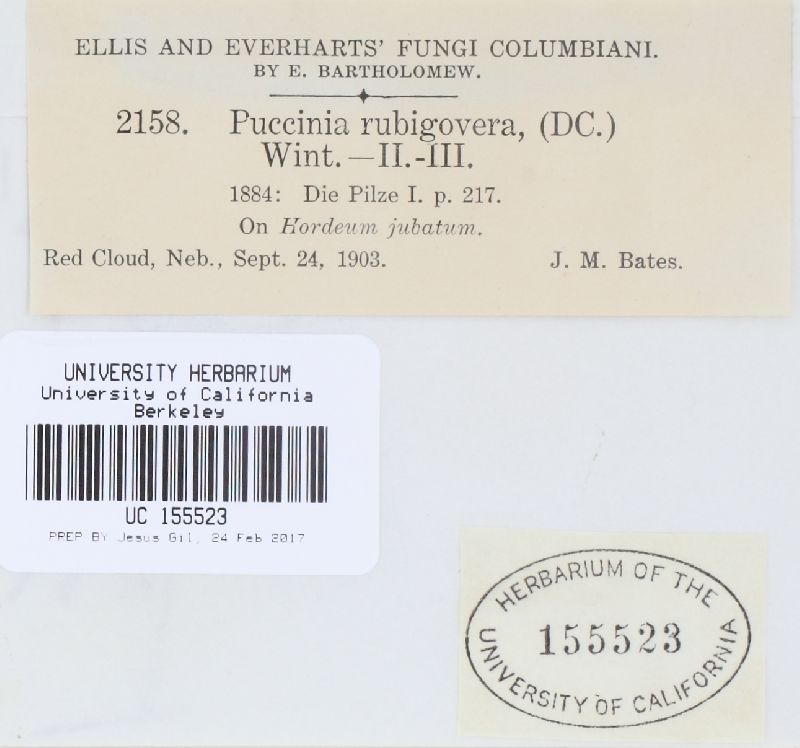 ELLIS AND EVERHARTS' FUNGI COLUMBIANI.
BY E. BARTHOLOMEW.
2158. Puccinia rubigovera, (DC.)
Wint.—II.-III.
1884: Die Pilze I. p. 217.
On Hordeum jubatum.
Red Cloud, Neb., Sept. 24, 1903. J. M. Bates.
UNIVERSITY HERBARIUM
University of California
Berkeley
UC 155523
PREP BY Jesus Gil, 24 Feb 2017
HERBARIUM OF THE
155523
UNIVERSITY OF CALIFORNIA